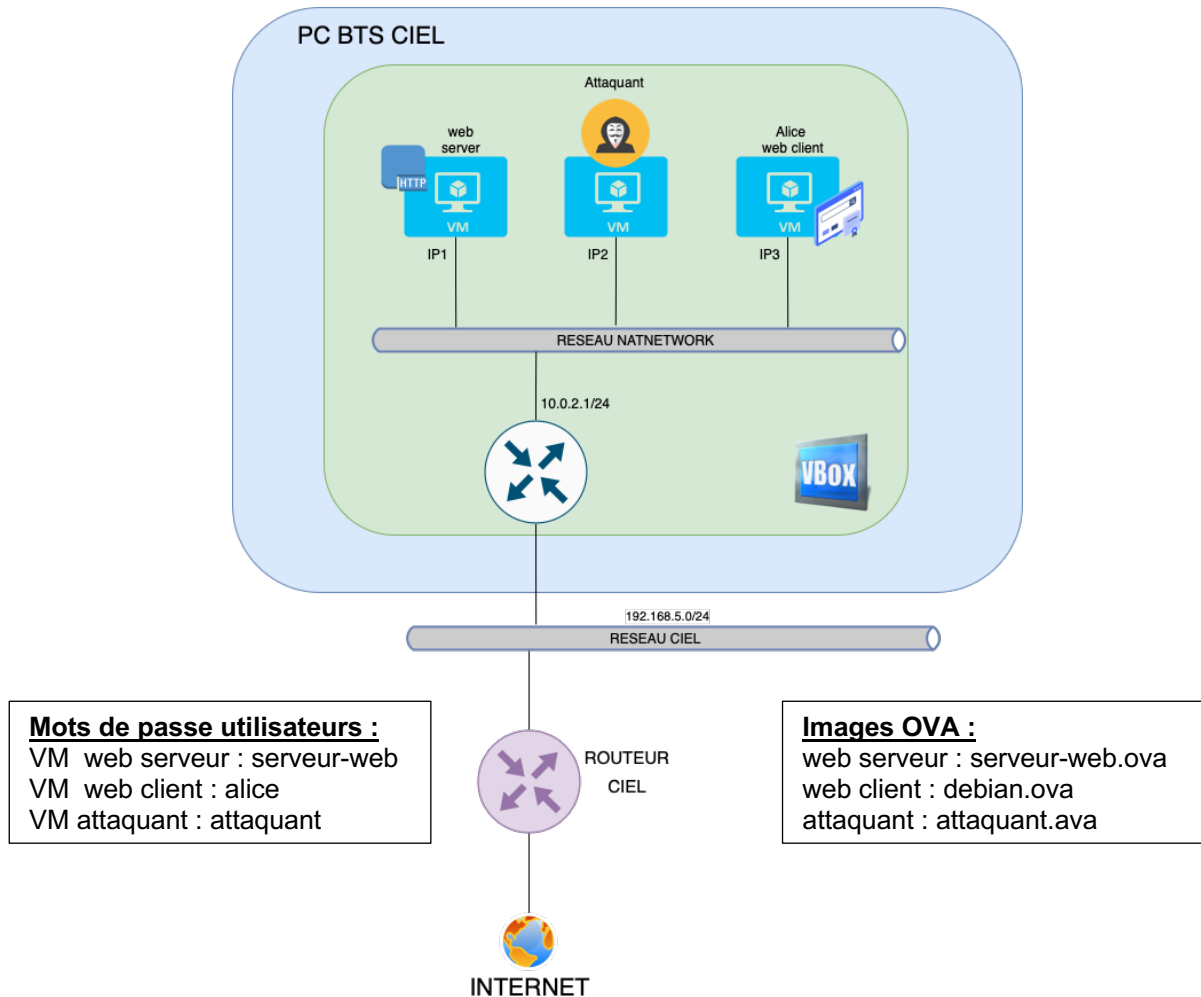 PC BTS CIEL
Attaquant
web
server
Alice
web client
HTTP
VM
VM
VM
IP1
IP2
IP3
RESEAU NATNETWORK
10.0.2.1/24
VBOX
192.168.5.0/24
RESEAU CIEL
Mots de passe utilisateurs :
VM web serveur : serveur-web
VM web client : alice
VM attaquant : attaquant
ROUTEUR
CIEL
Images OVA :
web serveur : serveur-web.ova
web client : debian.ova
attaquant : attaquant.ava
INTERNET